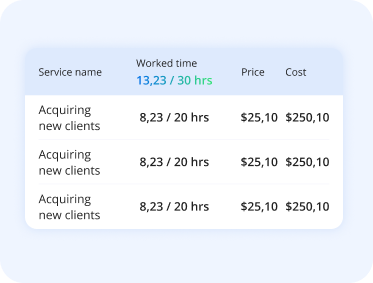 Service name
Worked time
13,23 / 30 hrs
Price
Cost
Acquiring
new clients
8,23 / 20 hrs
$25,10
$250,10
Acquiring
new clients
8,23 / 20 hrs
$25,10
$250,10
Acquiring
new clients
8,23 / 20 hrs
$25,10
$250,10